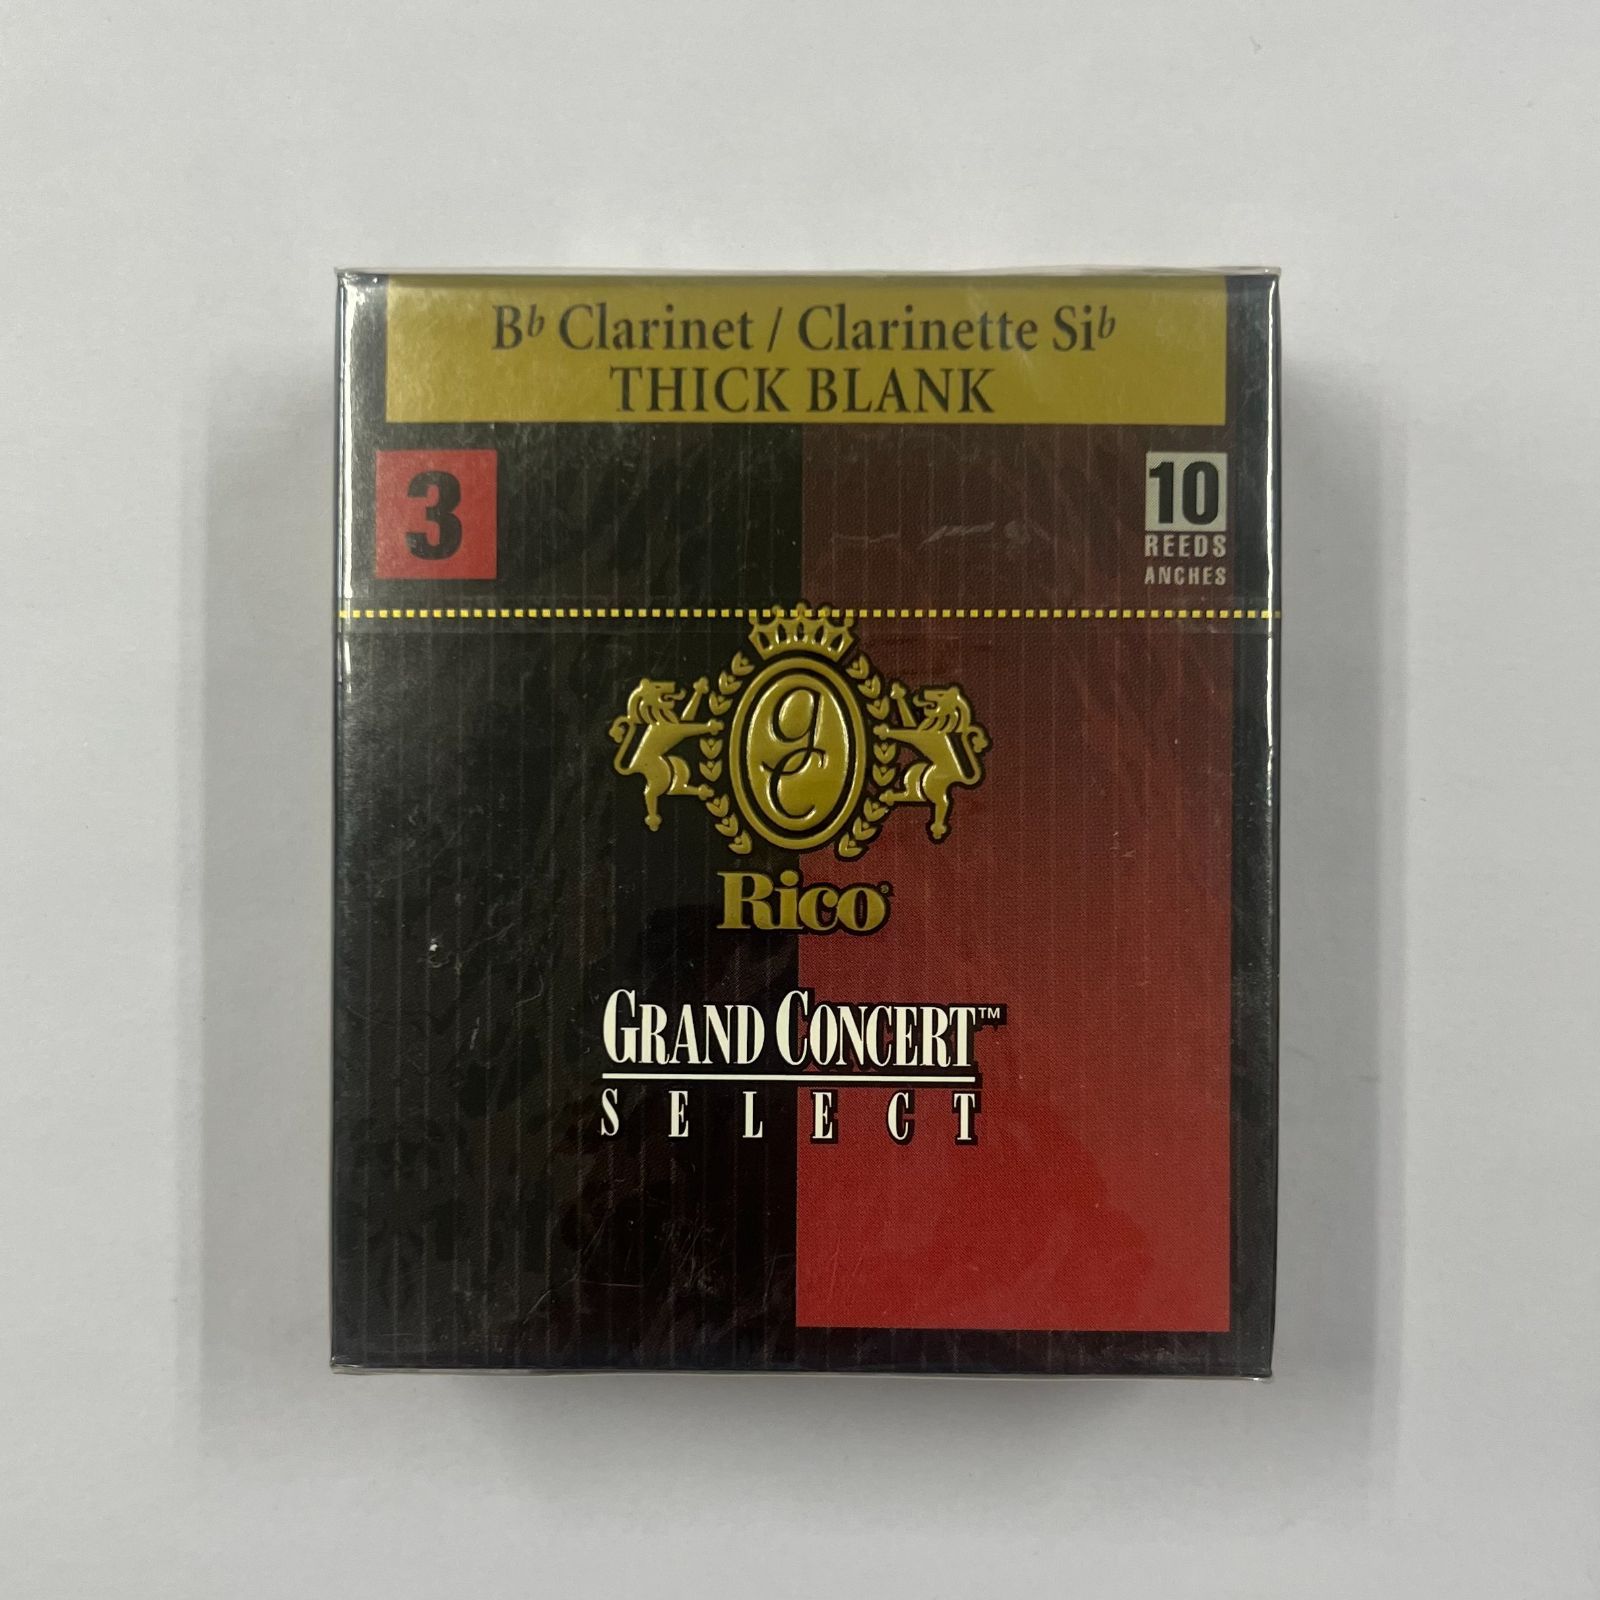 B♭ Clarinet / Clarinette Si♭
THICK BLANK
3
10
REEDS
ANCHES
gc
Rico®
GRAND CONCERT™
SELECT